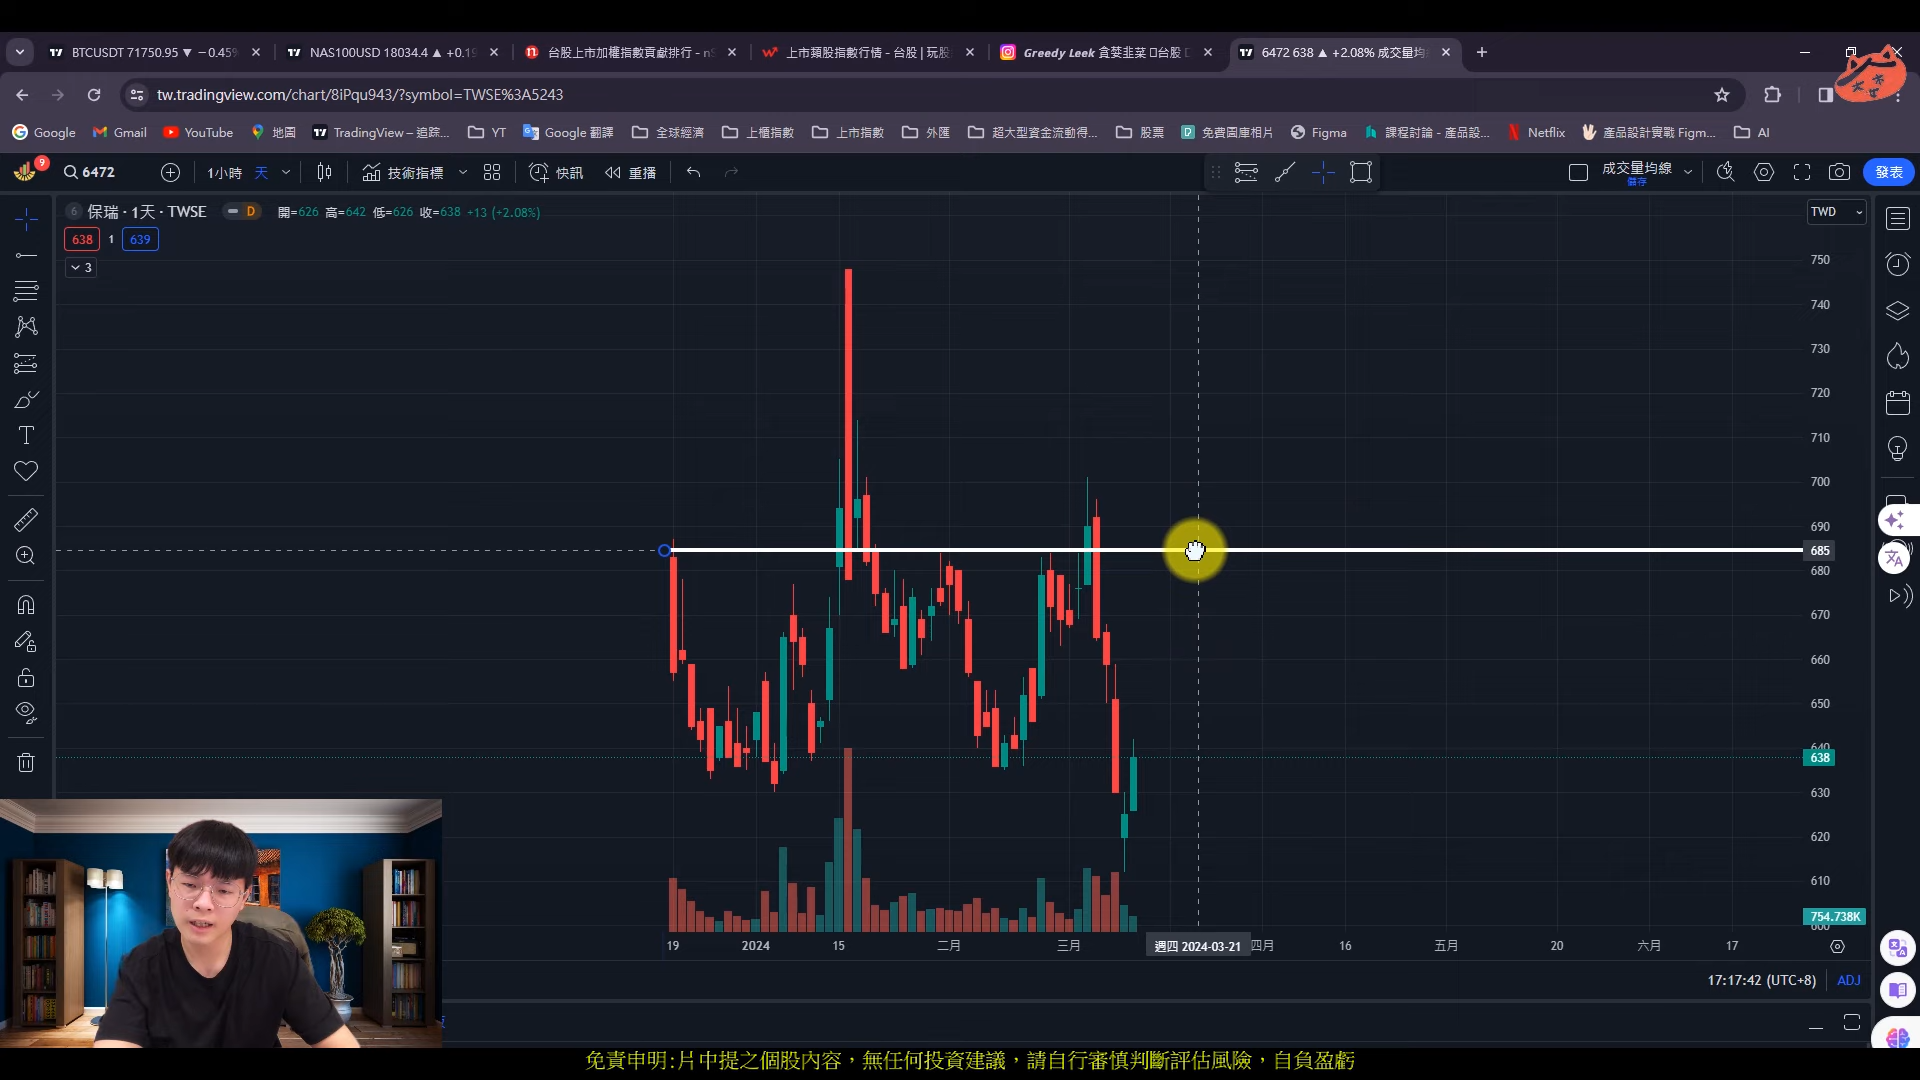 BTCUSDT 71750.95 ▼ −0.45%
NAS100USD 18034.4 ▲ +0.19
台股上市加權指數貢獻排行 - n
上市類股指數行情 - 台股 | 玩股
Greedy Leek 貪婪韭菜 台股
6472 638 ▲ +2.08% 成交量均
tw.tradingview.com/chart/8iPqu943/?symbol=TWSE%3A5243
Google
Gmail
YouTube
地圖
TradingView – 追踪...
YT
Google 翻譯
全球經濟
上櫃指數
上市指數
外匯
超大型資金流動得...
股票
免費圖庫相片
Figma
課程討論 - 產品設...
Netflix
產品設計實戰 Figm...
AI
9
6472
1小時
天
技術指標
快訊
重播
成交量均線
儲存
發表
6
保瑞 · 1天 · TWSE
D
開=626 高=642 低=626 收=638 +13 (+2.08%)
TWD
638
1
639
3
750
740
730
720
710
700
690
685
680
670
660
650
640
638
630
620
610
754.738K
600
19
2024
15
二月
三月
週四 2024-03-21
四月
16
五月
20
六月
17
17:17:42 (UTC+8)
ADJ
免責申明:片中提之個股內容，無任何投資建議，請自行審慎判斷評估風險，自負盈虧